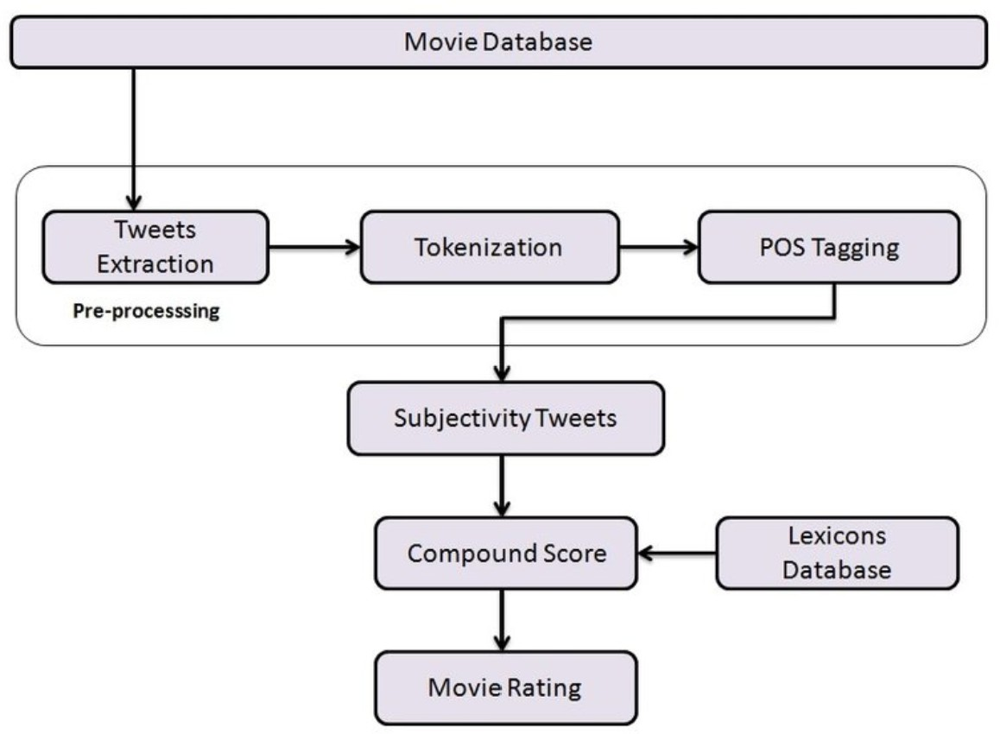 Movie Database
Tweets
Extraction
Tokenization
POS Tagging
Pre-processsing
Subjectivity Tweets
Compound Score
Lexicons
Database
Movie Rating